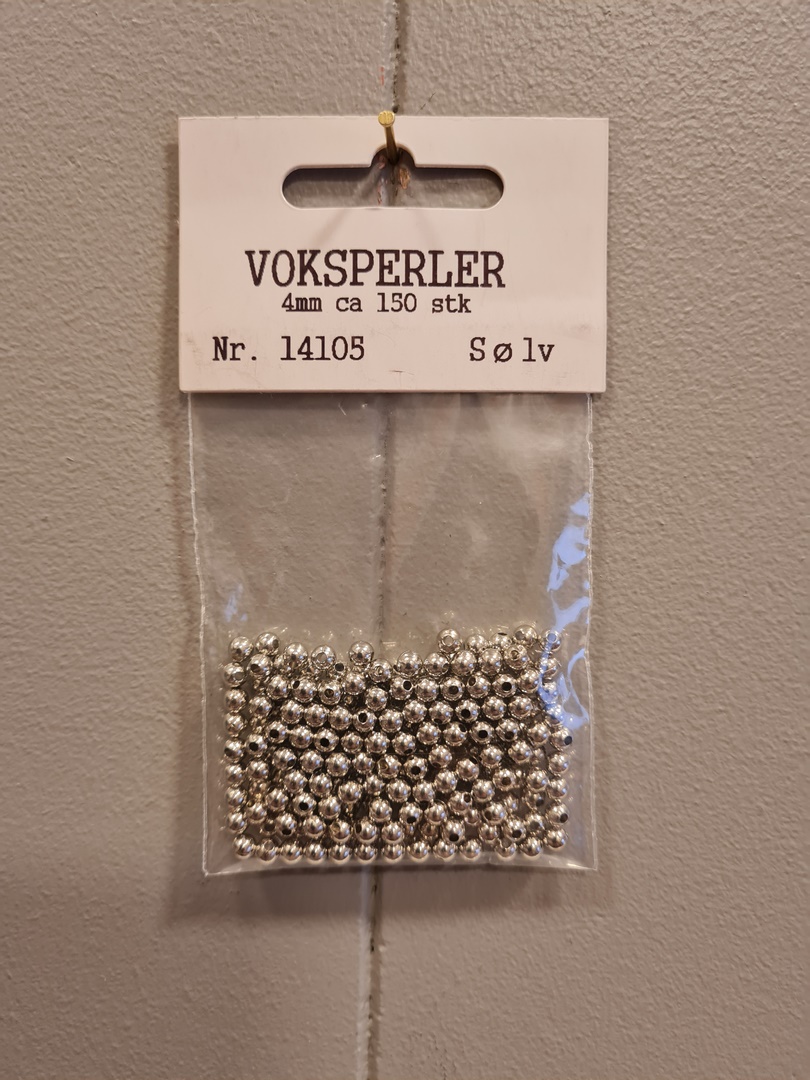 VOKSPERLER
4mm ca 150 stk
Nr. 14105 Sølv